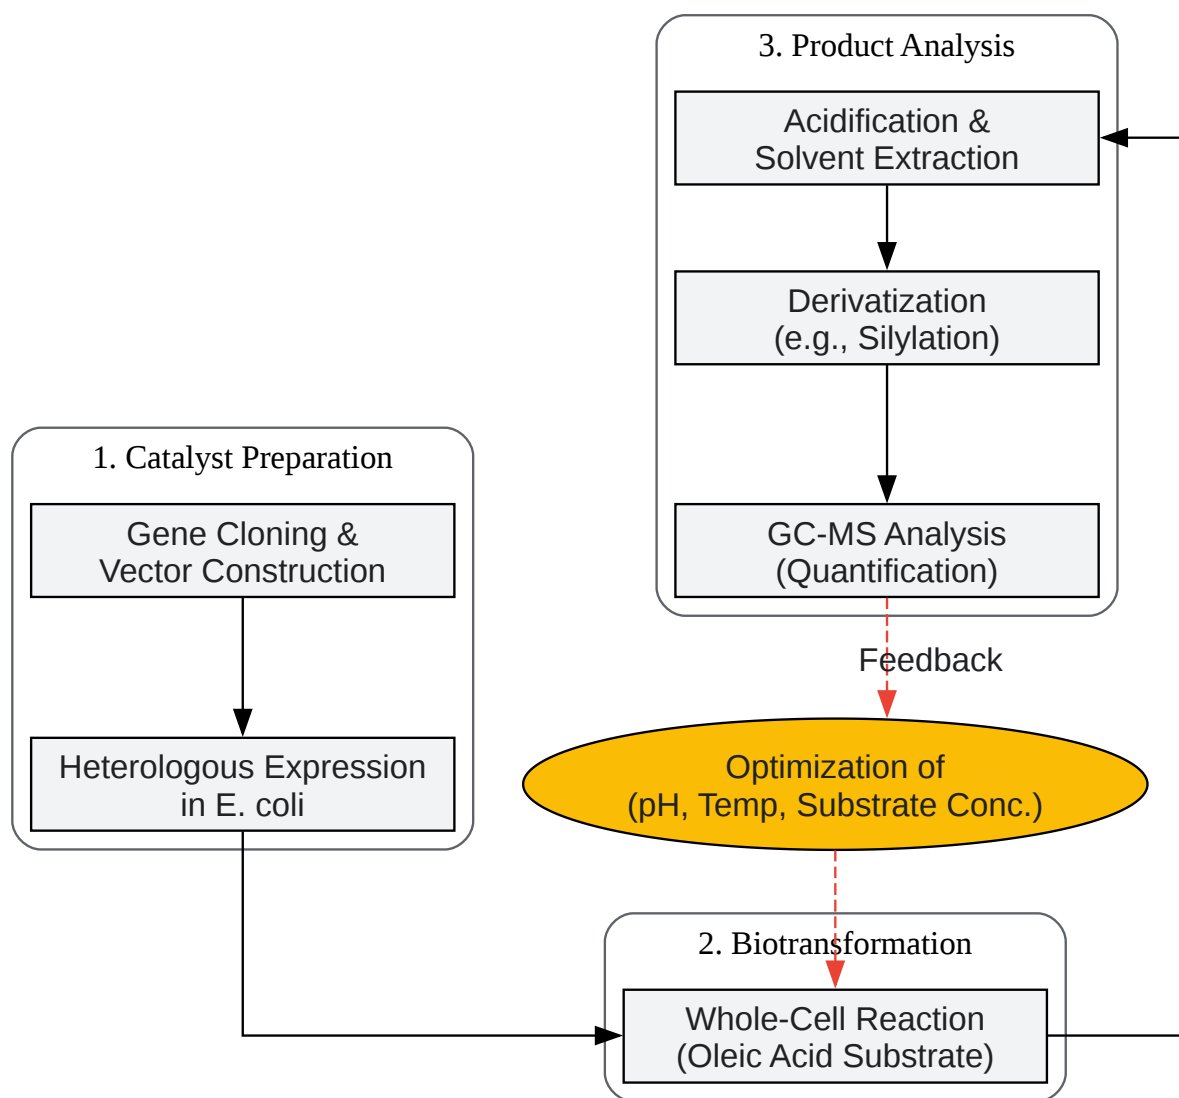 3. Product Analysis
Acidification &
Solvent Extraction
Derivatization
(e.g., Silylation)
1. Catalyst Preparation
Gene Cloning &
Vector Construction
GC-MS Analysis
(Quantification)
Feedback
Heterologous Expression
in E. coli
Optimization of
(pH, Temp, Substrate Conc.)
2. Biotransformation
Whole-Cell Reaction
(Oleic Acid Substrate)